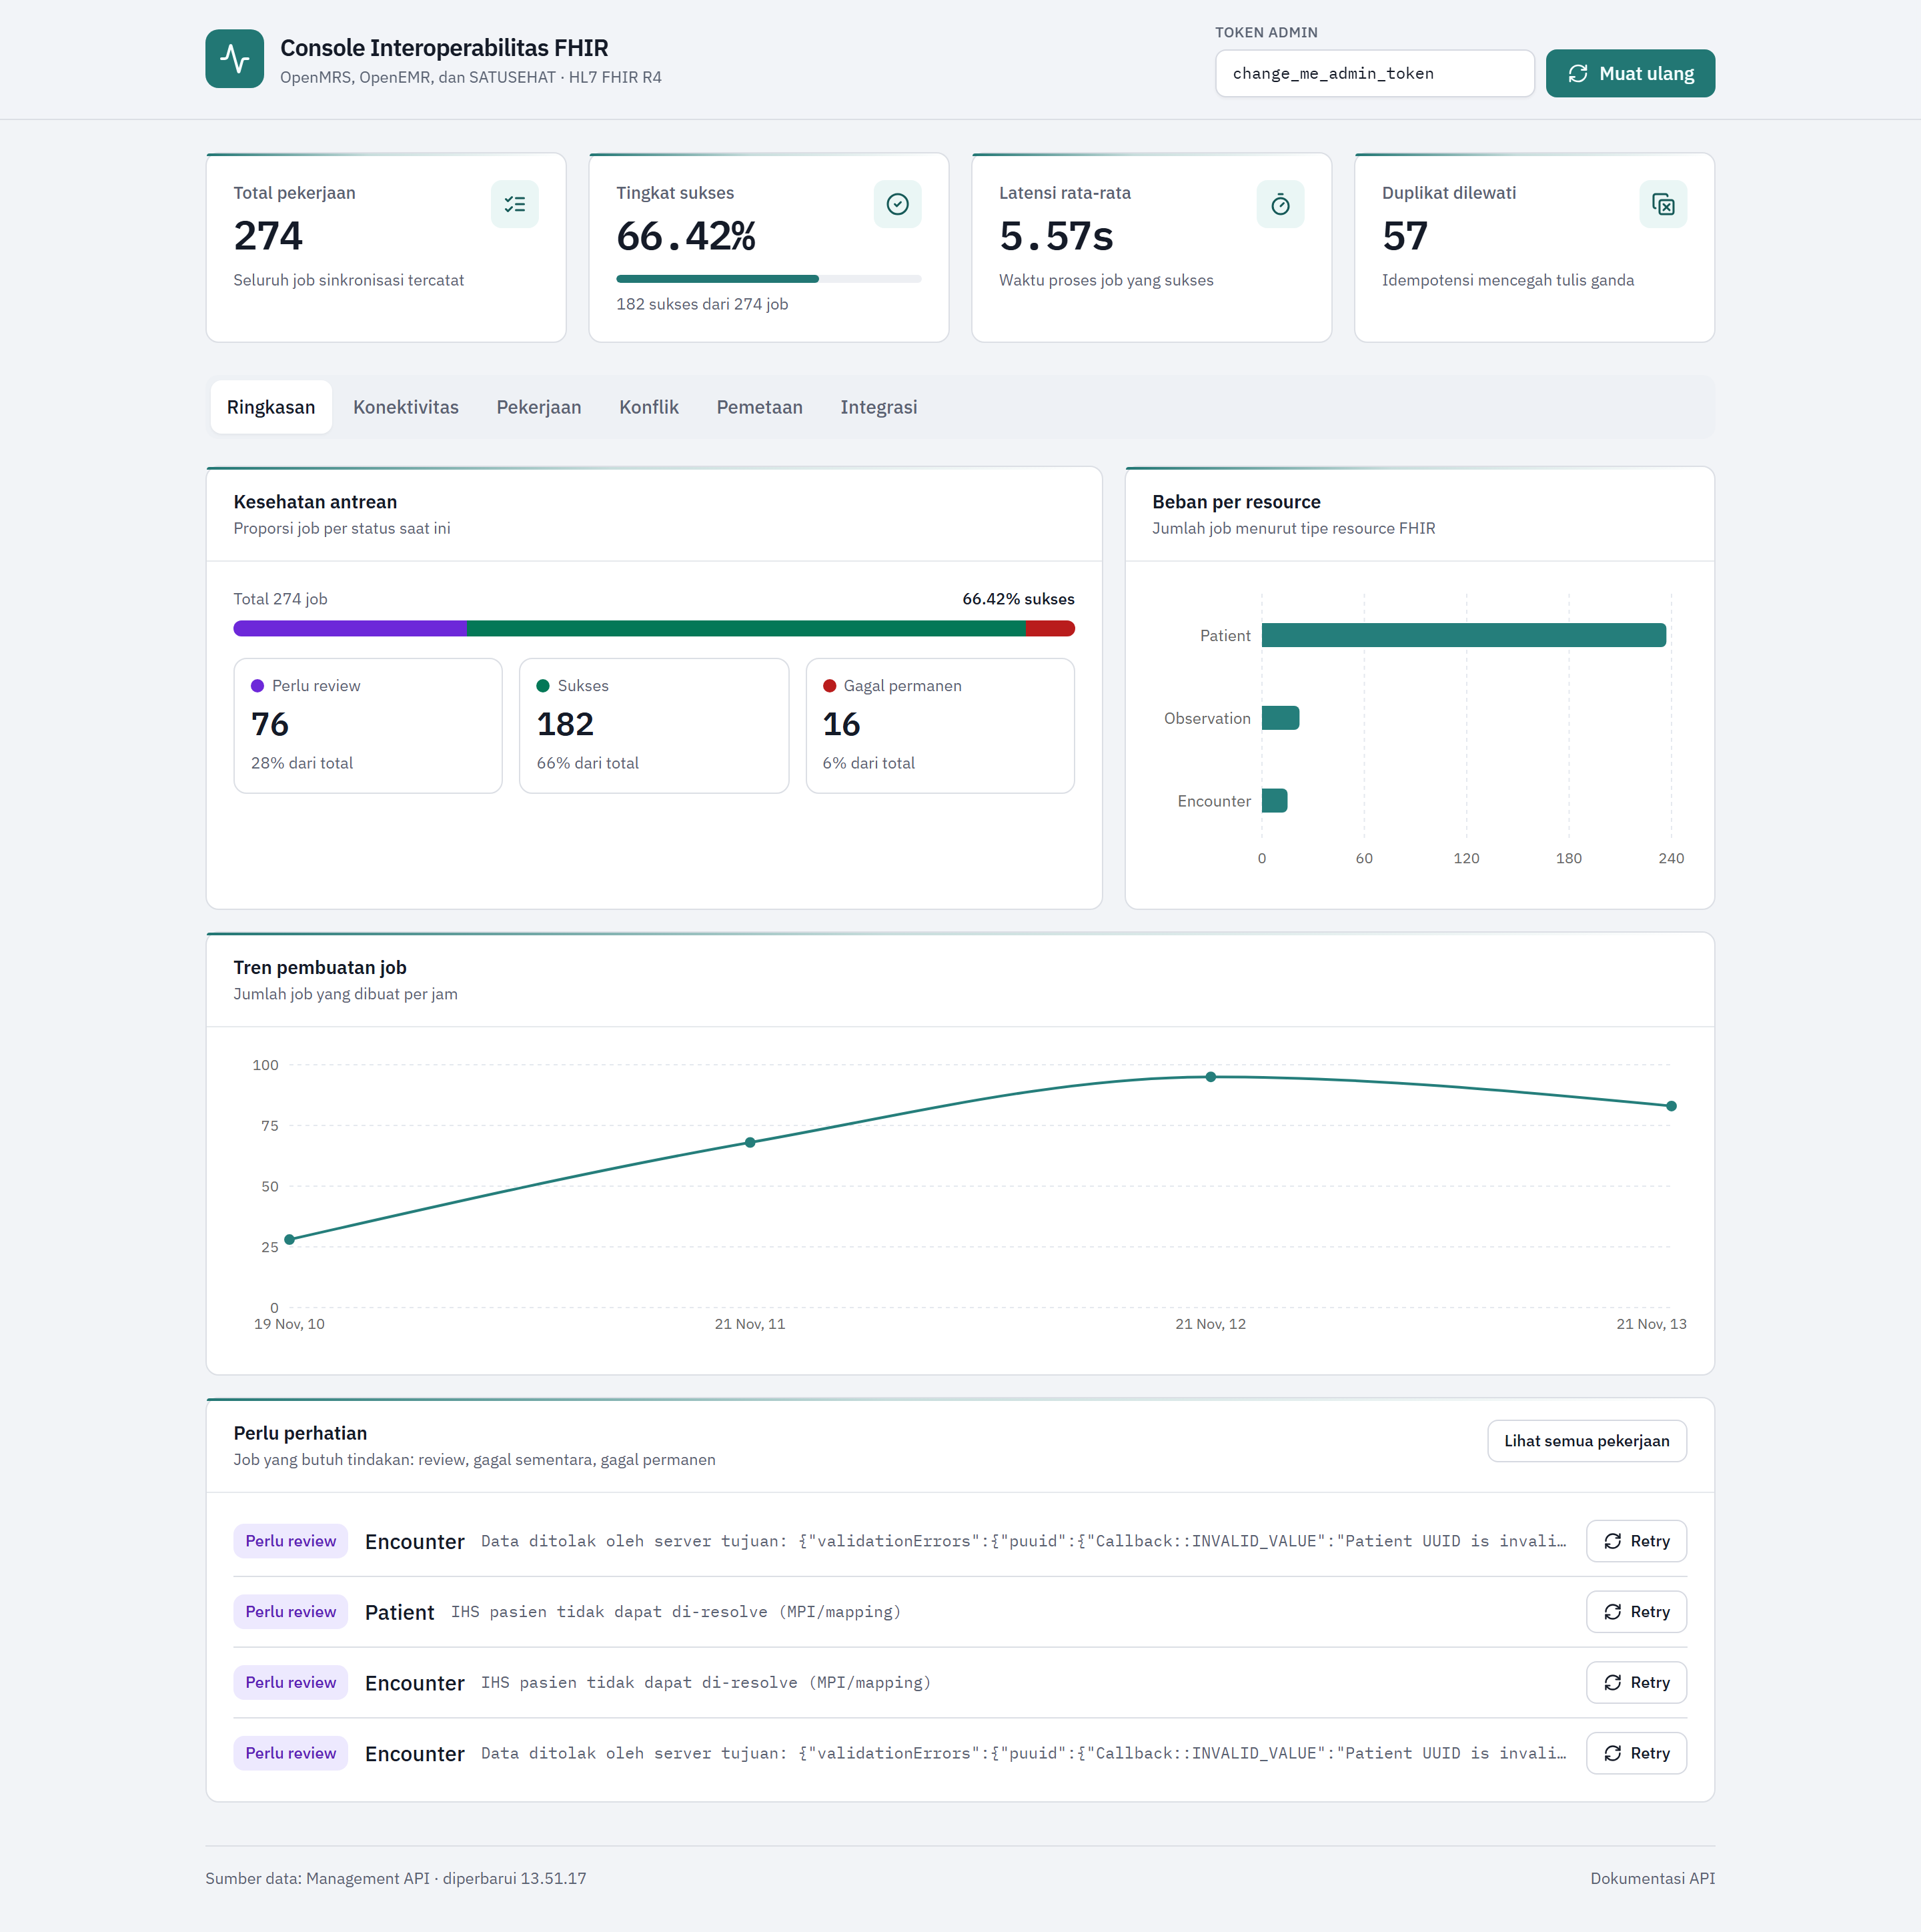 Console Interoperabilitas FHIR
OpenMRS, OpenEMR, dan SATUSEHAT · HL7 FHIR R4
TOKEN ADMIN
change_me_admin_token
Muat ulang
Total pekerjaan
274
Seluruh job sinkronisasi tercatat
Tingkat sukses
66.42%
182 sukses dari 274 job
Latensi rata-rata
5.57s
Waktu proses job yang sukses
Duplikat dilewati
57
Idempotensi mencegah tulis ganda
Ringkasan Konektivitas Pekerjaan Konflik Pemetaan Integrasi
Kesehatan antrean
Proporsi job per status saat ini
Total 274 job 66.42% sukses
Perlu review
76
28% dari total
Sukses
182
66% dari total
Gagal permanen
16
6% dari total
Beban per resource
Jumlah job menurut tipe resource FHIR
Patient
Observation
Encounter
0 60 120 180 240
Tren pembuatan job
Jumlah job yang dibuat per jam
100
75
50
25
0
19 Nov, 10 21 Nov, 11 21 Nov, 12 21 Nov, 13
Perlu perhatian
Job yang butuh tindakan: review, gagal sementara, gagal permanen
Lihat semua pekerjaan
Perlu review Encounter Data ditolak oleh server tujuan: {"validationErrors":{"puuid":{"Callback::INVALID_VALUE":"Patient UUID is invali… Retry
Perlu review Patient IHS pasien tidak dapat di-resolve (MPI/mapping) Retry
Perlu review Encounter IHS pasien tidak dapat di-resolve (MPI/mapping) Retry
Perlu review Encounter Data ditolak oleh server tujuan: {"validationErrors":{"puuid":{"Callback::INVALID_VALUE":"Patient UUID is invali… Retry
Sumber data: Management API · diperbarui 13.51.17
Dokumentasi API